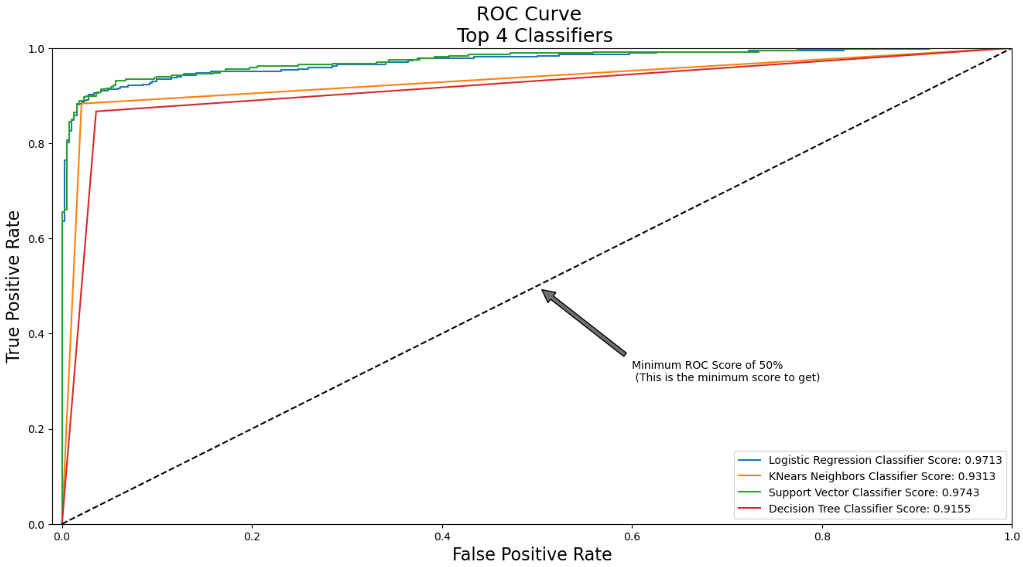 ROC Curve
Top 4 Classifiers
True Positive Rate
1.0
0.8
0.6
0.4
0.2
0.0
Minimum ROC Score of 50%
(This is the minimum score to get)
Logistic Regression Classifier Score: 0.9713
KNears Neighbors Classifier Score: 0.9313
Support Vector Classifier Score: 0.9743
Decision Tree Classifier Score: 0.9155
0.0 0.2 0.4 0.6 0.8 1.0
False Positive Rate